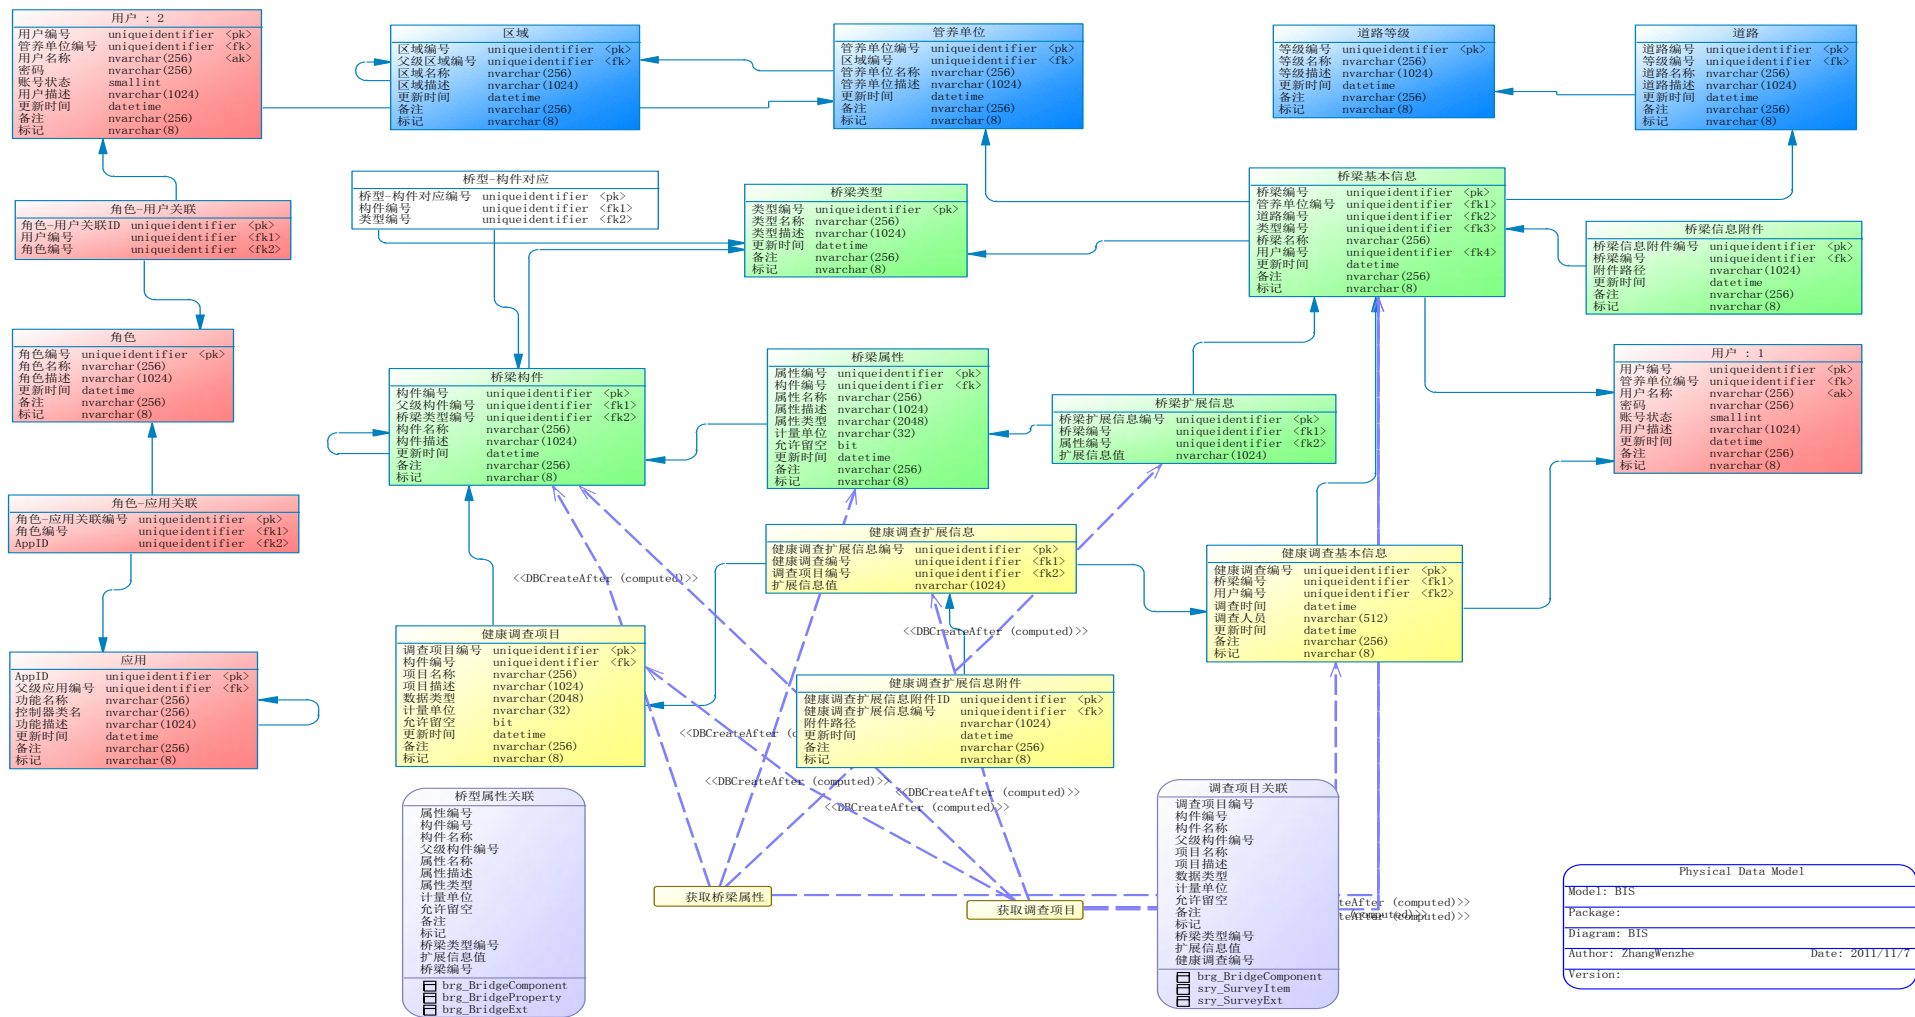 用户 : 2
用户编号 uniqueidentifier <pk>
管养单位编号 uniqueidentifier <fk>
用户名称 nvarchar(256) <ak>
密码 nvarchar(256)
账号状态 smallint
用户描述 nvarchar(1024)
更新时间 datetime
备注 nvarchar(256)
标记 nvarchar(8)
区域
区域编号 uniqueidentifier <pk>
父级区域编号 uniqueidentifier <fk>
区域名称 nvarchar(256)
区域描述 nvarchar(1024)
更新时间 datetime
备注 nvarchar(256)
标记 nvarchar(8)
管养单位
管养单位编号 uniqueidentifier <pk>
区域编号 uniqueidentifier <fk>
管养单位名称 nvarchar(256)
管养单位描述 nvarchar(1024)
更新时间 datetime
备注 nvarchar(256)
标记 nvarchar(8)
道路等级
等级编号 uniqueidentifier <pk>
等级名称 nvarchar(256)
等级描述 nvarchar(1024)
更新时间 datetime
备注 nvarchar(256)
标记 nvarchar(8)
道路
道路编号 uniqueidentifier <pk>
等级编号 uniqueidentifier <fk>
道路名称 nvarchar(256)
道路描述 nvarchar(1024)
更新时间 datetime
备注 nvarchar(256)
标记 nvarchar(8)
角色-用户关联
角色-用户关联ID uniqueidentifier <pk>
用户编号 uniqueidentifier <fk1>
角色编号 uniqueidentifier <fk2>
桥型-构件对应
桥型-构件对应编号 uniqueidentifier <pk>
构件编号 uniqueidentifier <fk1>
类型编号 uniqueidentifier <fk2>
桥梁类型
类型编号 uniqueidentifier <pk>
类型名称 nvarchar(256)
类型描述 nvarchar(1024)
更新时间 datetime
备注 nvarchar(256)
标记 nvarchar(8)
桥梁基本信息
桥梁编号 uniqueidentifier <pk>
管养单位编号 uniqueidentifier <fk1>
道路编号 uniqueidentifier <fk2>
类型编号 uniqueidentifier <fk3>
桥梁名称 nvarchar(256)
用户编号 uniqueidentifier <fk4>
更新时间 datetime
备注 nvarchar(256)
标记 nvarchar(8)
桥梁信息附件
桥梁信息附件编号 uniqueidentifier <pk>
桥梁编号 uniqueidentifier <fk>
附件路径 nvarchar(1024)
更新时间 datetime
备注 nvarchar(256)
标记 nvarchar(8)
角色
角色编号 uniqueidentifier <pk>
角色名称 nvarchar(256)
角色描述 nvarchar(1024)
更新时间 datetime
备注 nvarchar(256)
标记 nvarchar(8)
桥梁构件
构件编号 uniqueidentifier <pk>
父级构件编号 uniqueidentifier <fk1>
桥梁类型编号 uniqueidentifier <fk2>
构件名称 nvarchar(256)
构件描述 nvarchar(1024)
更新时间 datetime
备注 nvarchar(256)
标记 nvarchar(8)
桥梁属性
属性编号 uniqueidentifier <pk>
构件编号 uniqueidentifier <fk>
属性名称 nvarchar(256)
属性描述 nvarchar(1024)
属性类型 nvarchar(2048)
计量单位 nvarchar(32)
允许留空 bit
更新时间 datetime
备注 nvarchar(256)
标记 nvarchar(8)
桥梁扩展信息
桥梁扩展信息编号 uniqueidentifier <pk>
桥梁编号 uniqueidentifier <fk1>
属性编号 uniqueidentifier <fk2>
扩展信息值 nvarchar(1024)
用户 : 1
用户编号 uniqueidentifier <pk>
管养单位编号 uniqueidentifier <fk>
用户名称 nvarchar(256) <ak>
密码 nvarchar(256)
账号状态 smallint
用户描述 nvarchar(1024)
更新时间 datetime
备注 nvarchar(256)
标记 nvarchar(8)
角色-应用关联
角色-应用关联编号 uniqueidentifier <pk>
角色编号 uniqueidentifier <fk1>
AppID uniqueidentifier <fk2>
健康调查扩展信息
健康调查扩展信息编号 uniqueidentifier <pk>
健康调查编号 uniqueidentifier <fk1>
调查项目编号 uniqueidentifier <fk2>
扩展信息值 nvarchar(1024)
健康调查基本信息
健康调查编号 uniqueidentifier <pk>
桥梁编号 uniqueidentifier <fk1>
用户编号 uniqueidentifier <fk2>
调查时间 datetime
调查人员 nvarchar(512)
更新时间 datetime
备注 nvarchar(256)
标记 nvarchar(8)
<<DBCreateAfter (computed)>>
<<DBCreateAfter (computed)>>
应用
AppID uniqueidentifier <pk>
父级应用编号 uniqueidentifier <fk>
功能名称 nvarchar(256)
控制器类名 nvarchar(256)
功能描述 nvarchar(1024)
更新时间 datetime
备注 nvarchar(256)
标记 nvarchar(8)
健康调查项目
调查项目编号 uniqueidentifier <pk>
构件编号 uniqueidentifier <fk>
项目名称 nvarchar(256)
项目描述 nvarchar(1024)
数据类型 nvarchar(2048)
计量单位 nvarchar(32)
允许留空 bit
更新时间 datetime
备注 nvarchar(256)
标记 nvarchar(8)
健康调查扩展信息附件
健康调查扩展信息附件ID uniqueidentifier <pk>
健康调查扩展信息编号 uniqueidentifier <fk>
附件路径 nvarchar(1024)
更新时间 datetime
备注 nvarchar(256)
标记 nvarchar(8)
<<DBCreateAfter (c
<<DBCreateAfter (computed)>>
<<DBCreateAfter (computed)>>
<<DBCreateAfter (computed)>>
桥型属性关联
属性编号
构件编号
构件名称
父级构件编号
属性名称
属性描述
属性类型
计量单位
允许留空
备注
标记
桥梁类型编号
扩展信息值
桥梁编号
brg_BridgeComponent
brg_BridgeProperty
brg_BridgeExt
获取桥梁属性
获取调查项目
调查项目关联
调查项目编号
构件编号
构件名称
父级构件编号
项目名称
项目描述
数据类型
计量单位
允许留空
备注
标记
桥梁类型编号
扩展信息值
健康调查编号
brg_BridgeComponent
sry_SurveyItem
sry_SurveyExt
teAfter (computed)>>
Physical Data Model
Model: BIS
Package:
Diagram: BIS
Author: ZhangWenzhe Date: 2011/11/7
Version: